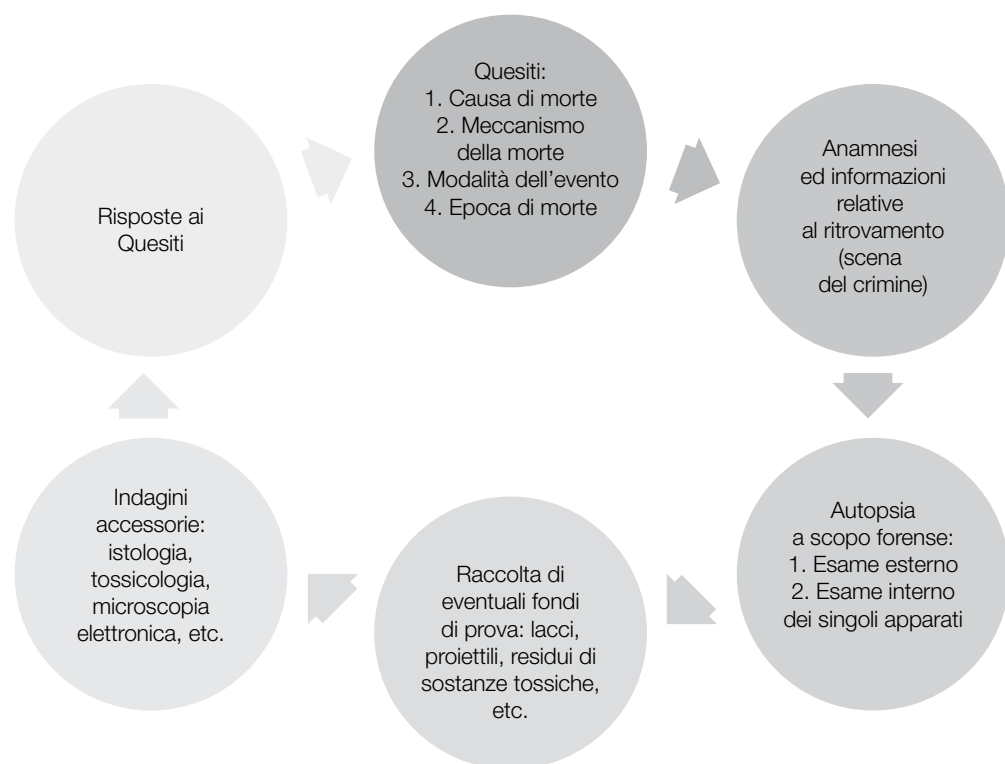 Quesiti:
1. Causa di morte
2. Meccanismo
della morte
3. Modalità dell'evento
4. Epoca di morte
Anamnesi
ed informazioni
relative
al ritrovamento
(scena
del crimine)
Autopsia
a scopo forense:
1. Esame esterno
2. Esame interno
dei singoli apparati
Raccolta di
eventuali fondi
di prova: lacci,
proiettili, residui di
sostanze tossiche,
etc.
Indagini
accessorie:
istologia,
tossicologia,
microscopia
elettronica, etc.
Risposte ai
Quesiti